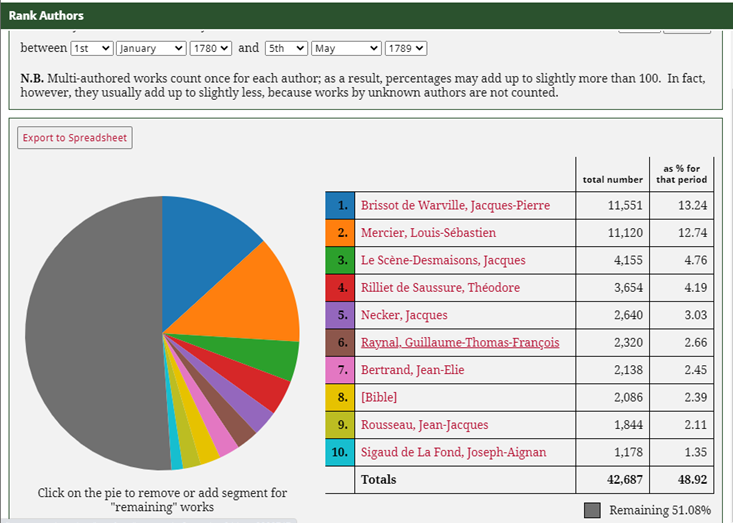 Rank Authors
between 1st January 1780 and 5th May 1789
N.B. Multi-authored works count once for each author; as a result, percentages may add up to slightly more than 100. In fact,
however, they usually add up to slightly less, because works by unknown authors are not counted.
Export to Spreadsheet
total number as % for that period
1. Brissot de Warville, Jacques-Pierre 11,551 13.24
2. Mercier, Louis-Sébastien 11,120 12.74
3. Le Scène-Desmaisons, Jacques 4,155 4.76
4. Rilliet de Saussure, Théodore 3,654 4.19
5. Necker, Jacques 2,640 3.03
6. Raynal, Guillaume-Thomas-François 2,320 2.66
7. Bertrand, Jean-Elie 2,138 2.45
8. [Bible] 2,086 2.39
9. Rousseau, Jean-Jacques 1,844 2.11
10. Sigaud de La Fond, Joseph-Aignan 1,178 1.35
Totals 42,687 48.92
Click on the pie to remove or add segment for
"remaining" works
Remaining 51.08%